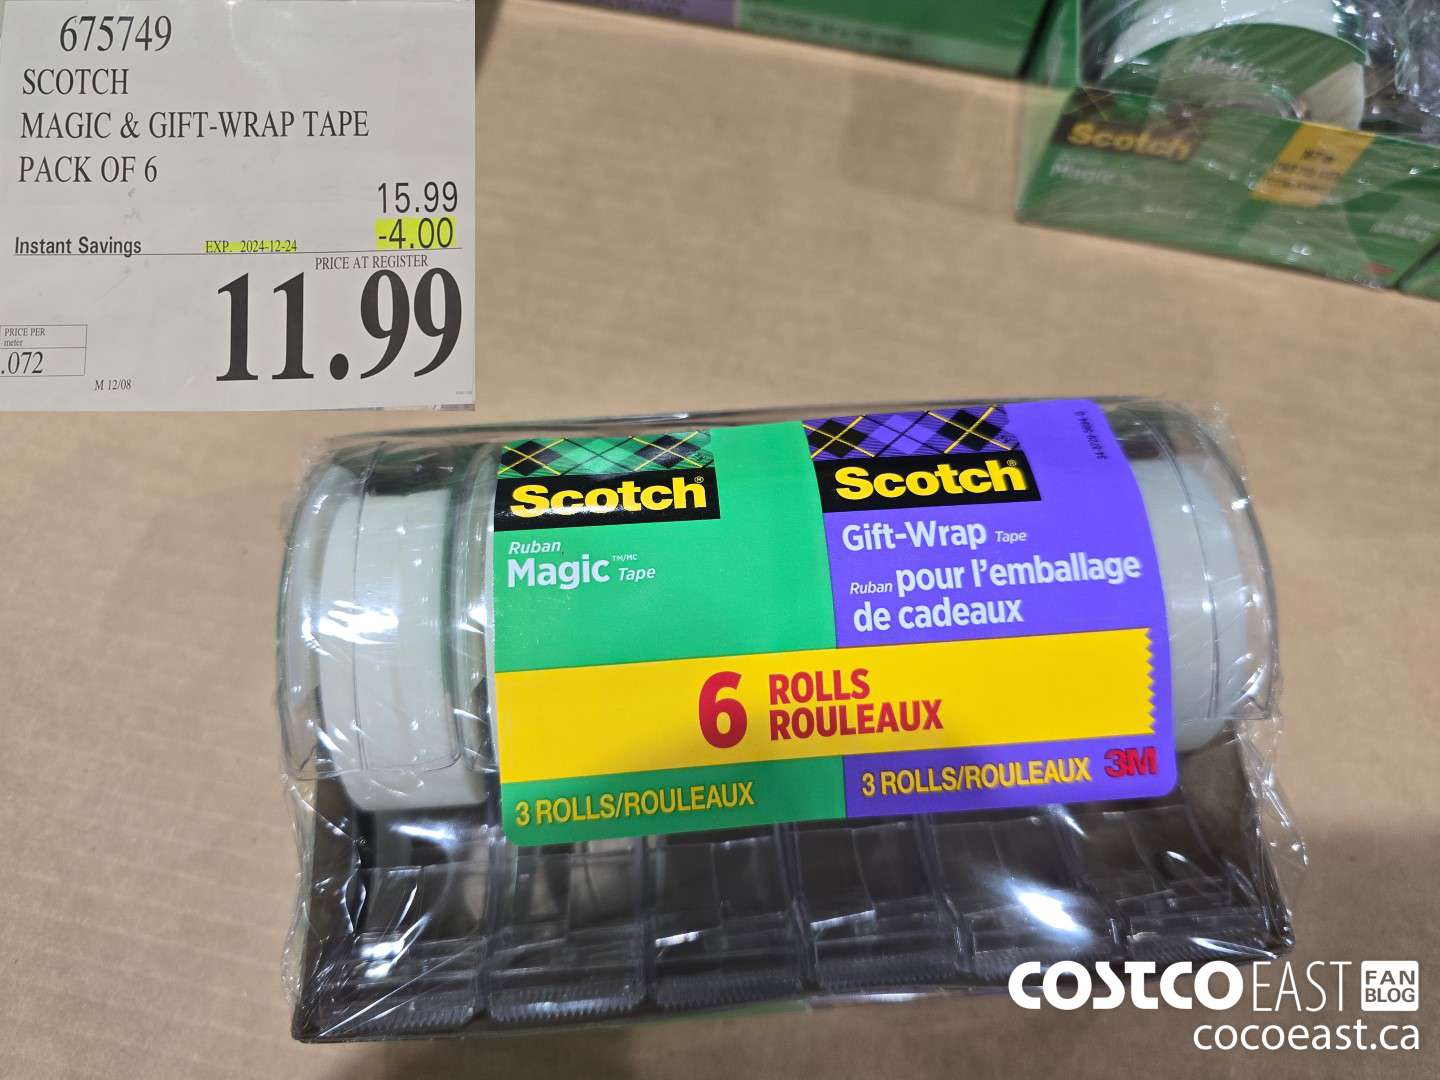 675749
SCOTCH
MAGIC & GIFT-WRAP TAPE
PACK OF 6
15.99
-4.00
Instant Savings
EXP. 2024-12-24
PRICE AT REGISTER
11.99
PRICE PER
meter
.072
M 12/08
Scotch
Magic
Scotch®
Ruban
Magic™/MC Tape
3 ROLLS/ROULEAUX
Scotch®
Gift-Wrap Tape
Ruban pour l'emballage
de cadeaux
6 ROLLS
ROULEAUX
3 ROLLS/ROULEAUX 3M
COSTCO EAST FAN
BLOG
cocoeast.ca